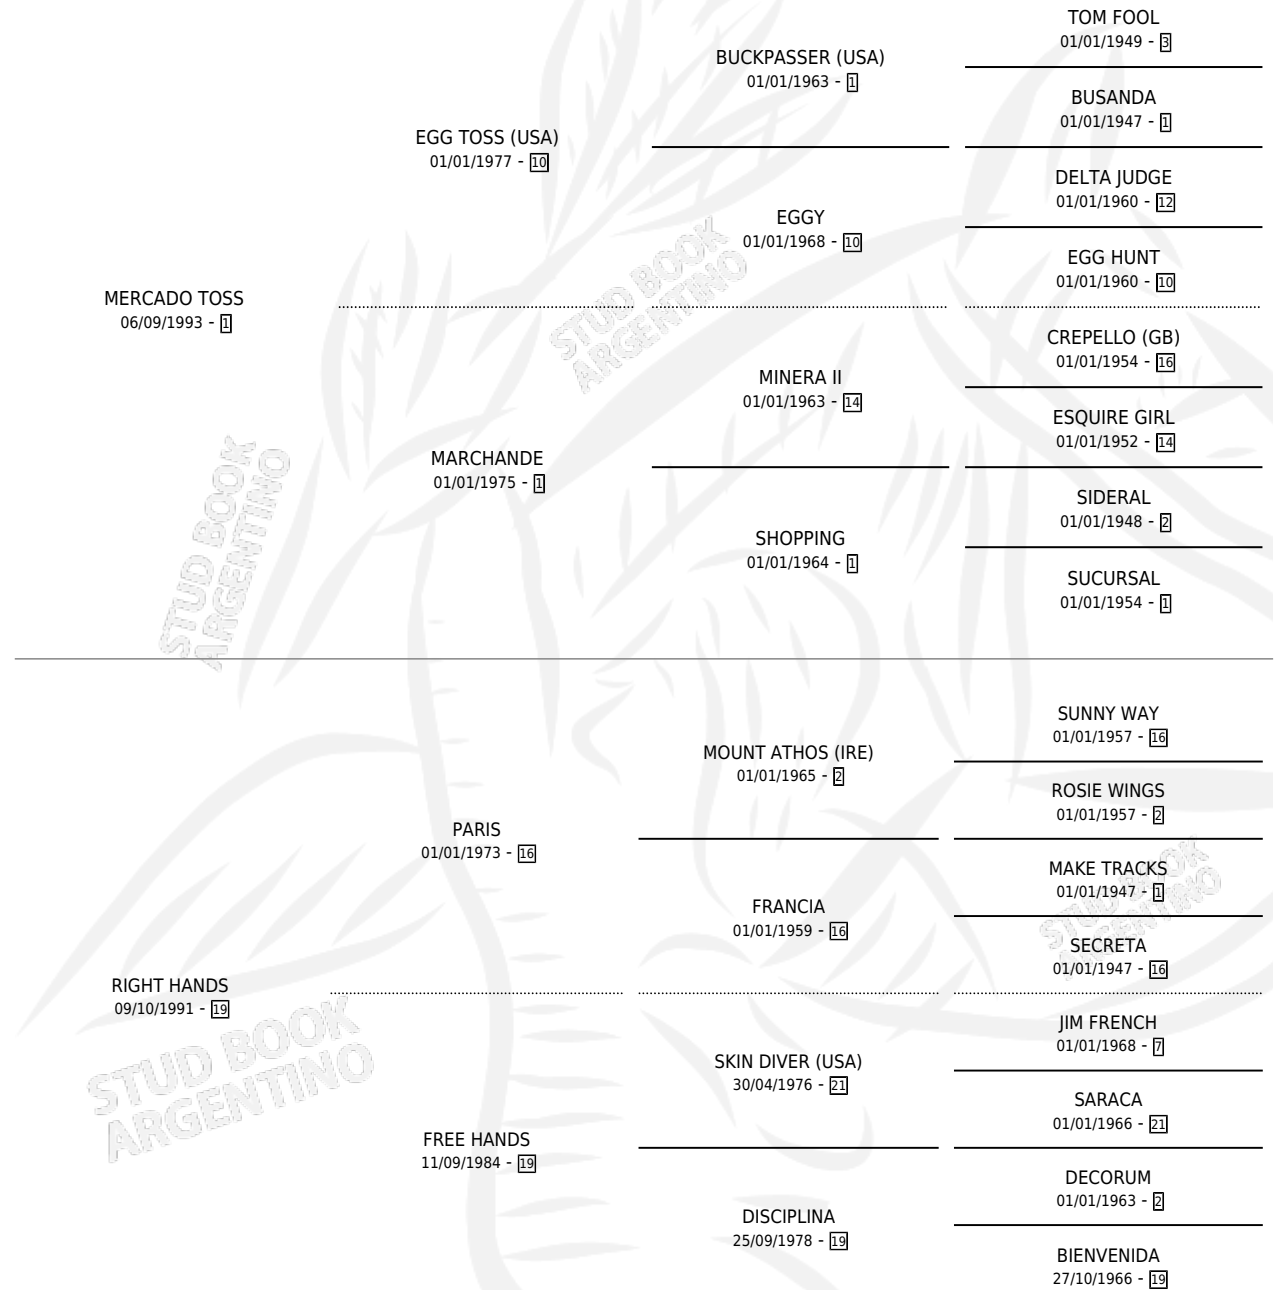 TOM FOOL
01/01/1949 - 3
BUCKPASSER (USA)
01/01/1963 - 1
BUSANDA
01/01/1947 - 1
EGG TOSS (USA)
01/01/1977 - 10
DELTA JUDGE
01/01/1960 - 12
EGGY
01/01/1968 - 10
EGG HUNT
01/01/1960 - 10
MERCADO TOSS
06/09/1993 - 1
CREPELLO (GB)
01/01/1954 - 16
MINERA II
01/01/1963 - 14
ESQUIRE GIRL
01/01/1952 - 14
MARCHANDE
01/01/1975 - 1
SIDERAL
01/01/1948 - 2
SHOPPING
01/01/1964 - 1
SUCURSAL
01/01/1954 - 1
SUNNY WAY
01/01/1957 - 16
MOUNT ATHOS (IRE)
01/01/1965 - 2
ROSIE WINGS
01/01/1957 - 2
PARIS
01/01/1973 - 16
MAKE TRACKS
01/01/1947 - 1
FRANCIA
01/01/1959 - 16
SECRETA
01/01/1947 - 16
RIGHT HANDS
09/10/1991 - 19
JIM FRENCH
01/01/1968 - 7
SKIN DIVER (USA)
30/04/1976 - 21
SARACA
01/01/1966 - 21
FREE HANDS
11/09/1984 - 19
DECORUM
01/01/1963 - 2
DISCIPLINA
25/09/1978 - 19
BIENVENIDA
27/10/1966 - 19
STUD BOOK
ARGENTINO
STUD BOOK
ARGENTINO
STUD BOOK
ARGENTINO
STUD BOOK
ARGENTINO